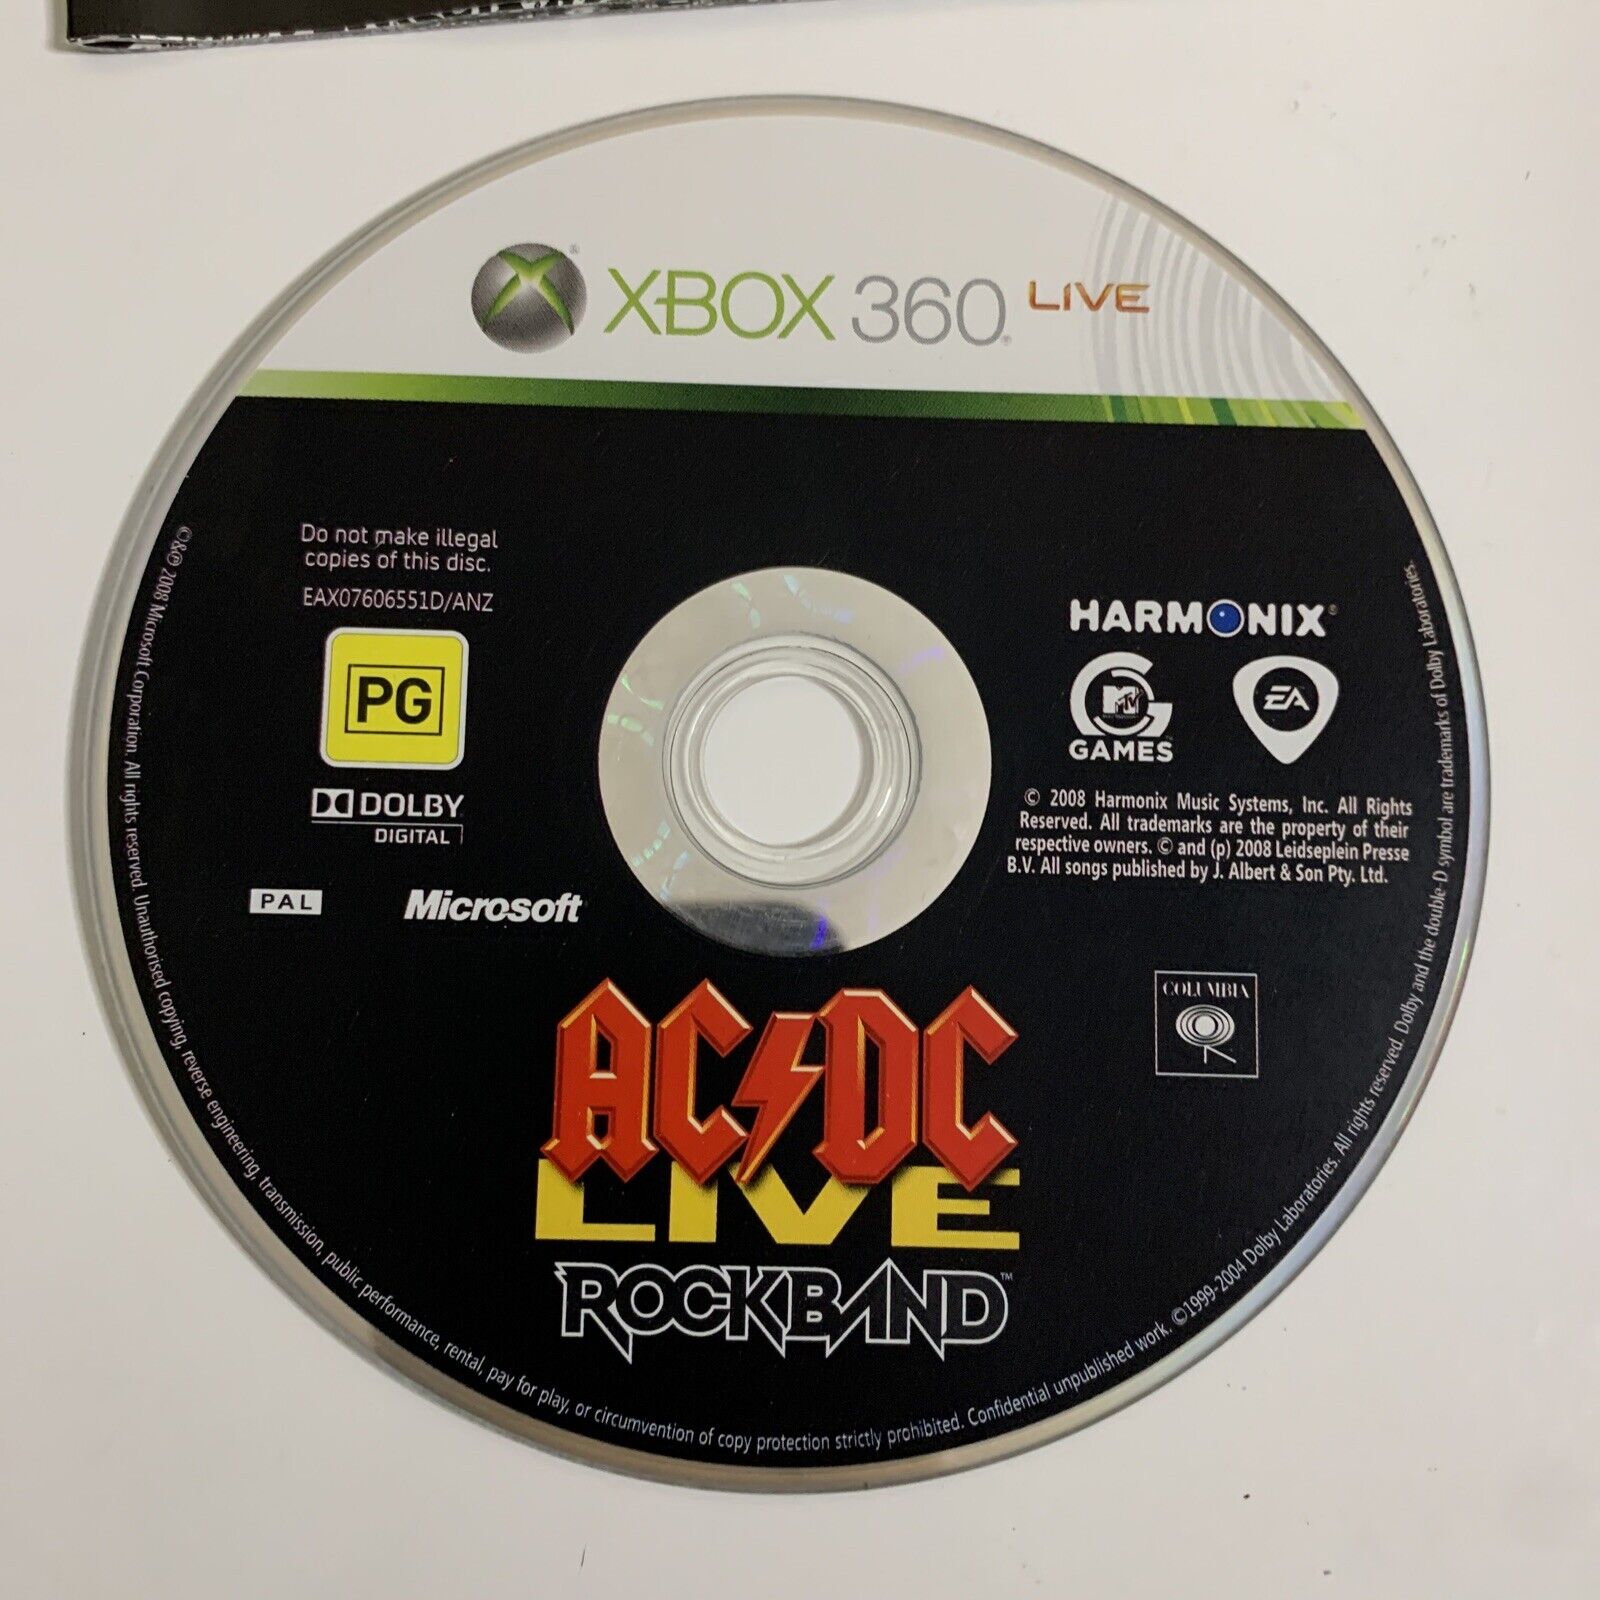 XBOX 360 LIVE
Do not make illegal
copies of this disc.
EAX07606551D/ANZ
PG
DOLBY
DIGITAL
PAL
Microsoft
HARMONIX
MTV
GAMES
EA
© 2008 Harmonix Music Systems, Inc. All Rights
Reserved. All trademarks are the property of their
respective owners. © and (p) 2008 Leidseplein Presse
B.V. All songs published by J. Albert & Son Pty. Ltd.
COLUMBIA
AC/DC
LIVE
ROCKBAND™
©&℗ 2008 Microsoft Corporation. All rights reserved. Unauthorised copying, reverse engineering, transmission, public performance, rental, pay for play, or circumvention of copy protection strictly prohibited. Confidential unpublished work. ©1999-2004 Dolby Laboratories. All rights reserved. Dolby and the double-D symbol are trademarks of Dolby Laboratories.